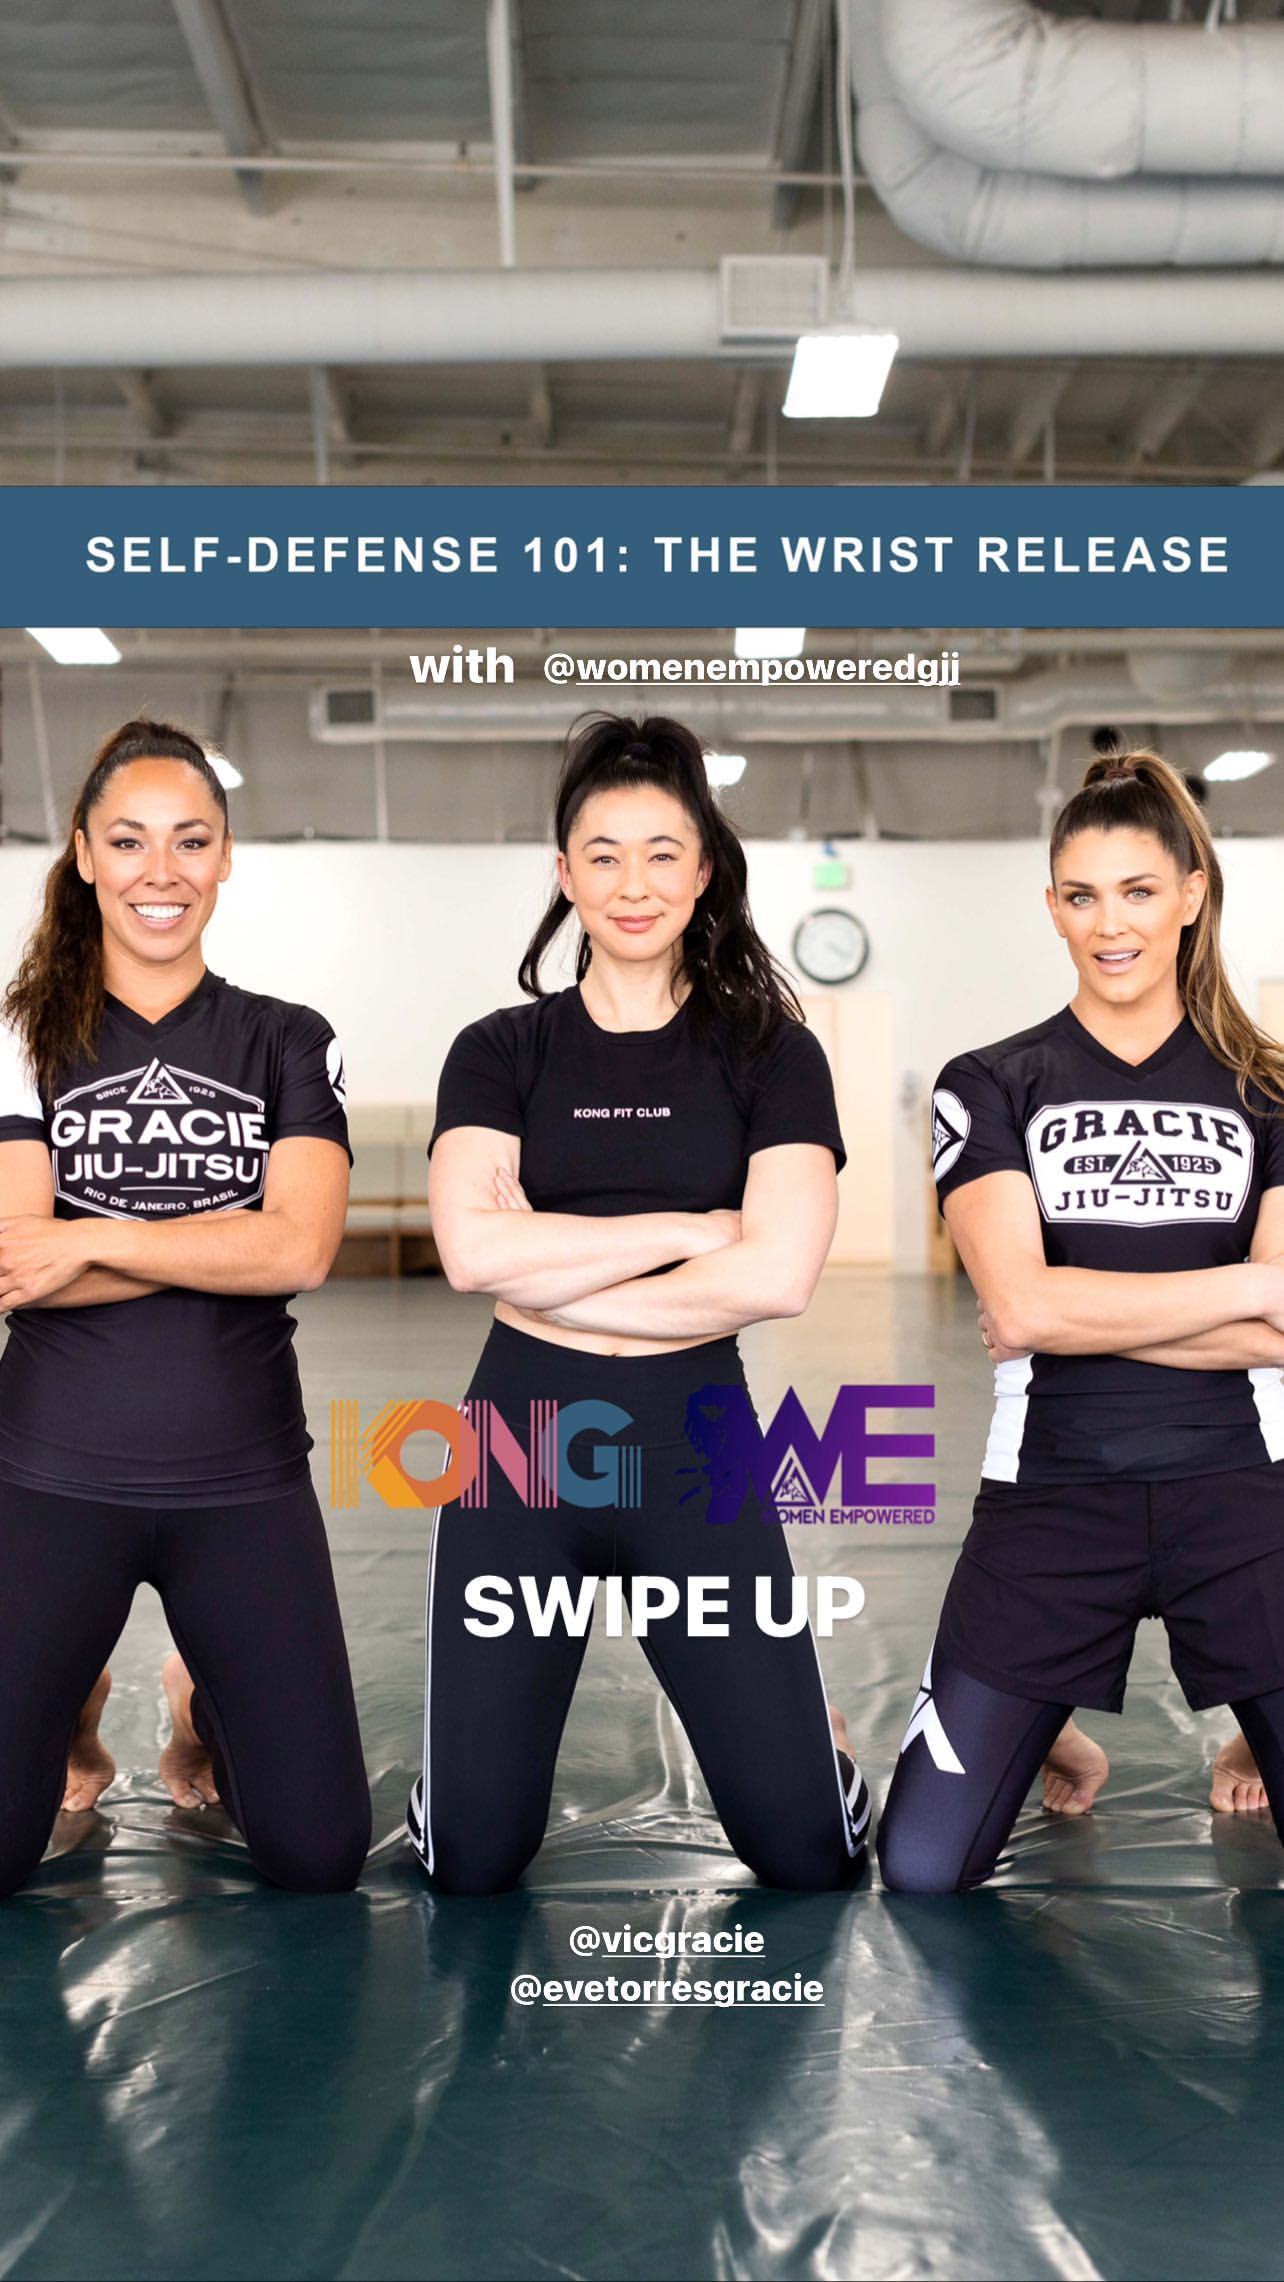 SELF-DEFENSE 101: THE WRIST RELEASE
with @womenempoweredgjj
SINCE 1925
GRACIE
JIU-JITSU
RIO DE JANEIRO, BRASIL
KONG FIT CLUB
GRACIE
EST. 1925
JIU-JITSU
KONG
WE
WOMEN EMPOWERED
SWIPE UP
@vicgracie
@evetorresgracie